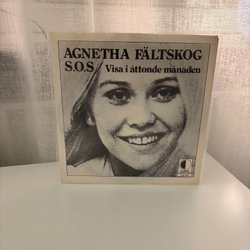 AGNETHA FÄLTSKOG
S.O.S. / Visa i åttonde månaden